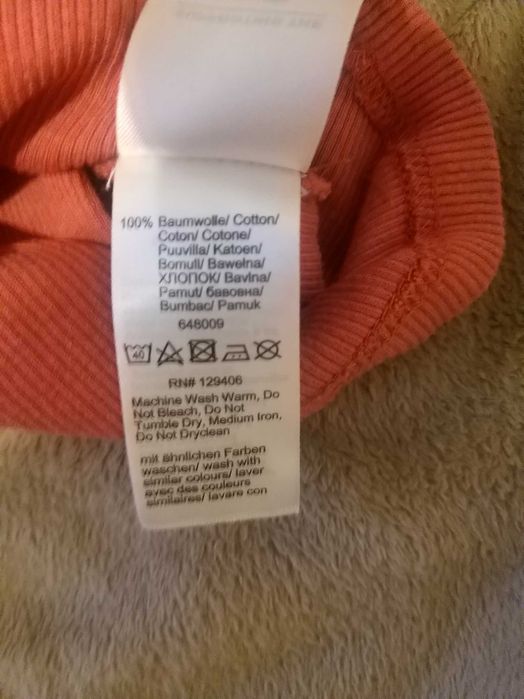 100% Baumwolle/ Cotton/
Coton/ Cotone/
Puuvilla/ Katoen/
Bomull/ Bawełna/
ХЛОПОК/ Bavlna/
Pamut/ бавовна/
Bumbac/ Pamuk
648009
40
RN# 129406
Machine Wash Warm, Do
Not Bleach, Do Not
Tumble Dry, Medium Iron,
Do Not Dryclean
mit ähnlichen Farben
waschen/ wash with
similar colours/ laver
avec des couleurs
similaires/ lavare con